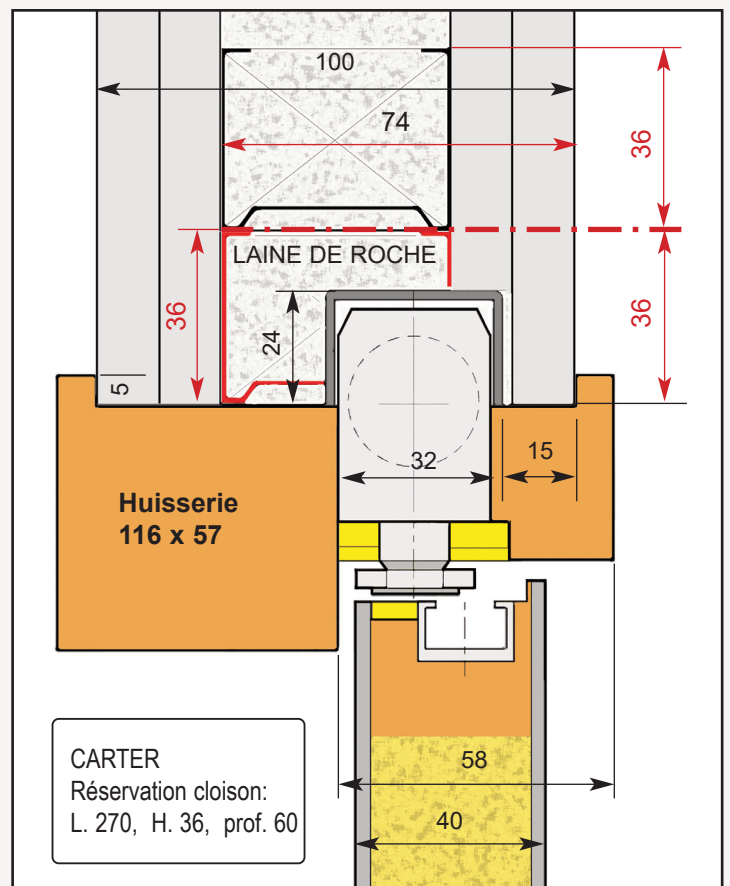 100
74
36
LAINE DE ROCHE
36
24
36
5
32
15
Huisserie
116 x 57
58
40
CARTER
Réservation cloison:
L. 270, H. 36, prof. 60